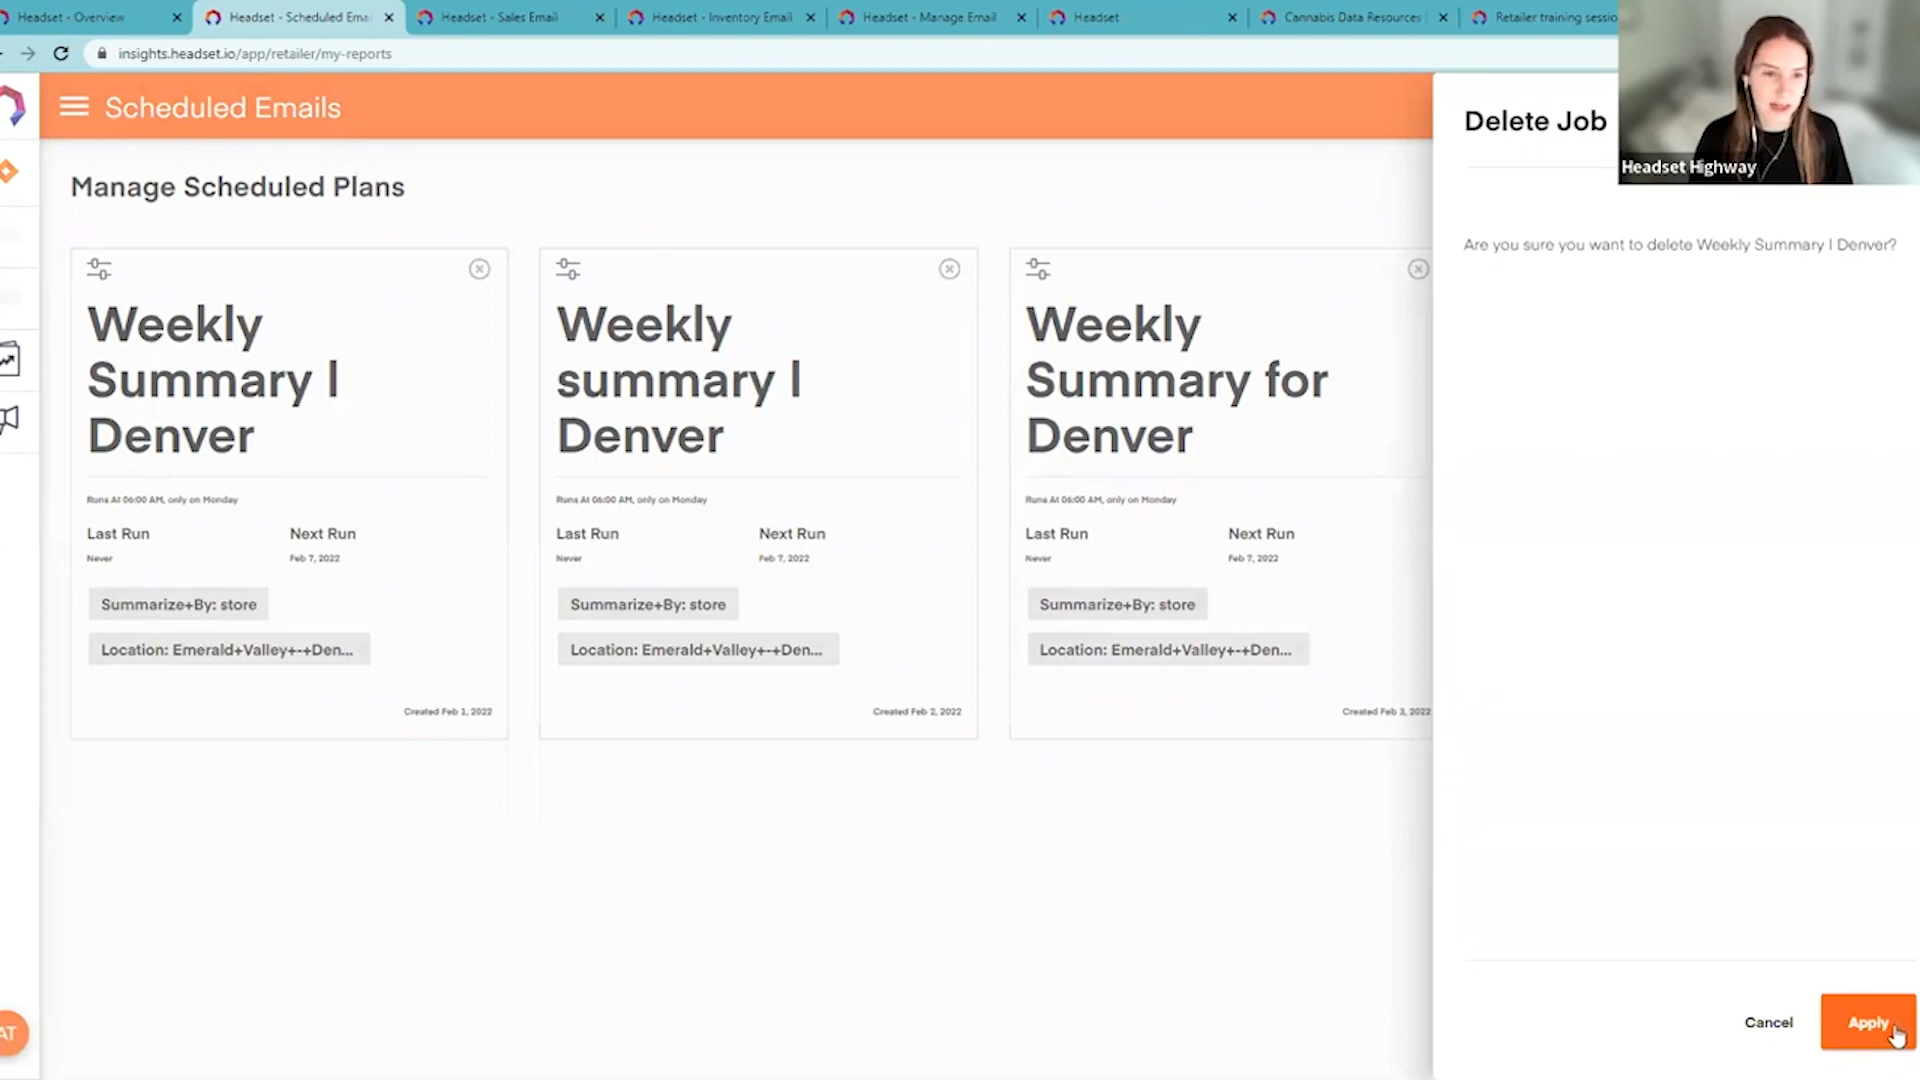 Headset - Overview
Headset - Scheduled Emai
Headset - Sales Email
Headset - Inventory Email
Headset - Manage Email
Headset
Cannabis Data Resources
Retailer training sessio
insights.headset.io/app/retailer/my-reports
Scheduled Emails
Delete Job
Headset Highway
Manage Scheduled Plans
Are you sure you want to delete Weekly Summary | Denver?
Weekly
Summary |
Denver
Runs At 06:00 AM, only on Monday
Last Run
Next Run
Never
Feb 7, 2022
Summarize+By: store
Location: Emerald+Valley+-+Den...
Created Feb 1, 2022
Weekly
summary |
Denver
Runs At 06:00 AM, only on Monday
Last Run
Next Run
Never
Feb 7, 2022
Summarize+By: store
Location: Emerald+Valley+-+Den...
Created Feb 2, 2022
Weekly
Summary for
Denver
Runs At 06:00 AM, only on Monday
Last Run
Next Run
Never
Feb 7, 2022
Summarize+By: store
Location: Emerald+Valley+-+Den...
Created Feb 3, 2022
AT
Cancel
Apply